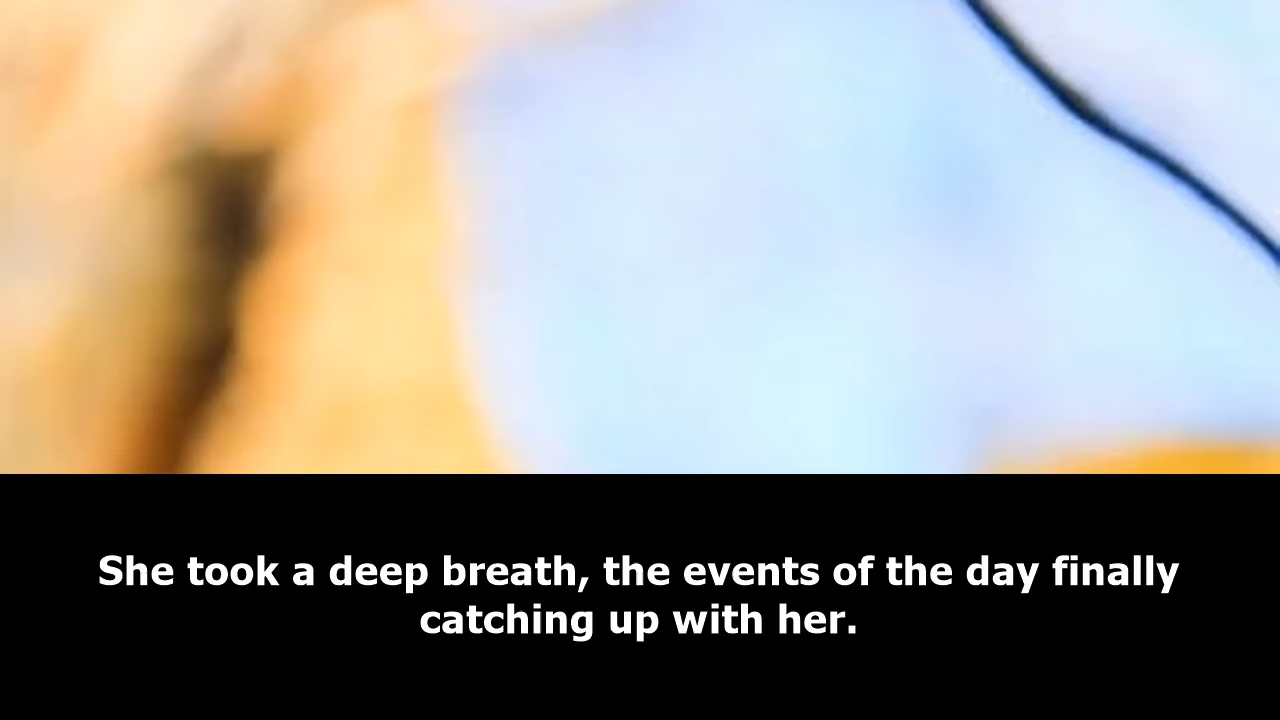 She took a deep breath, the events of the day finally
catching up with her.